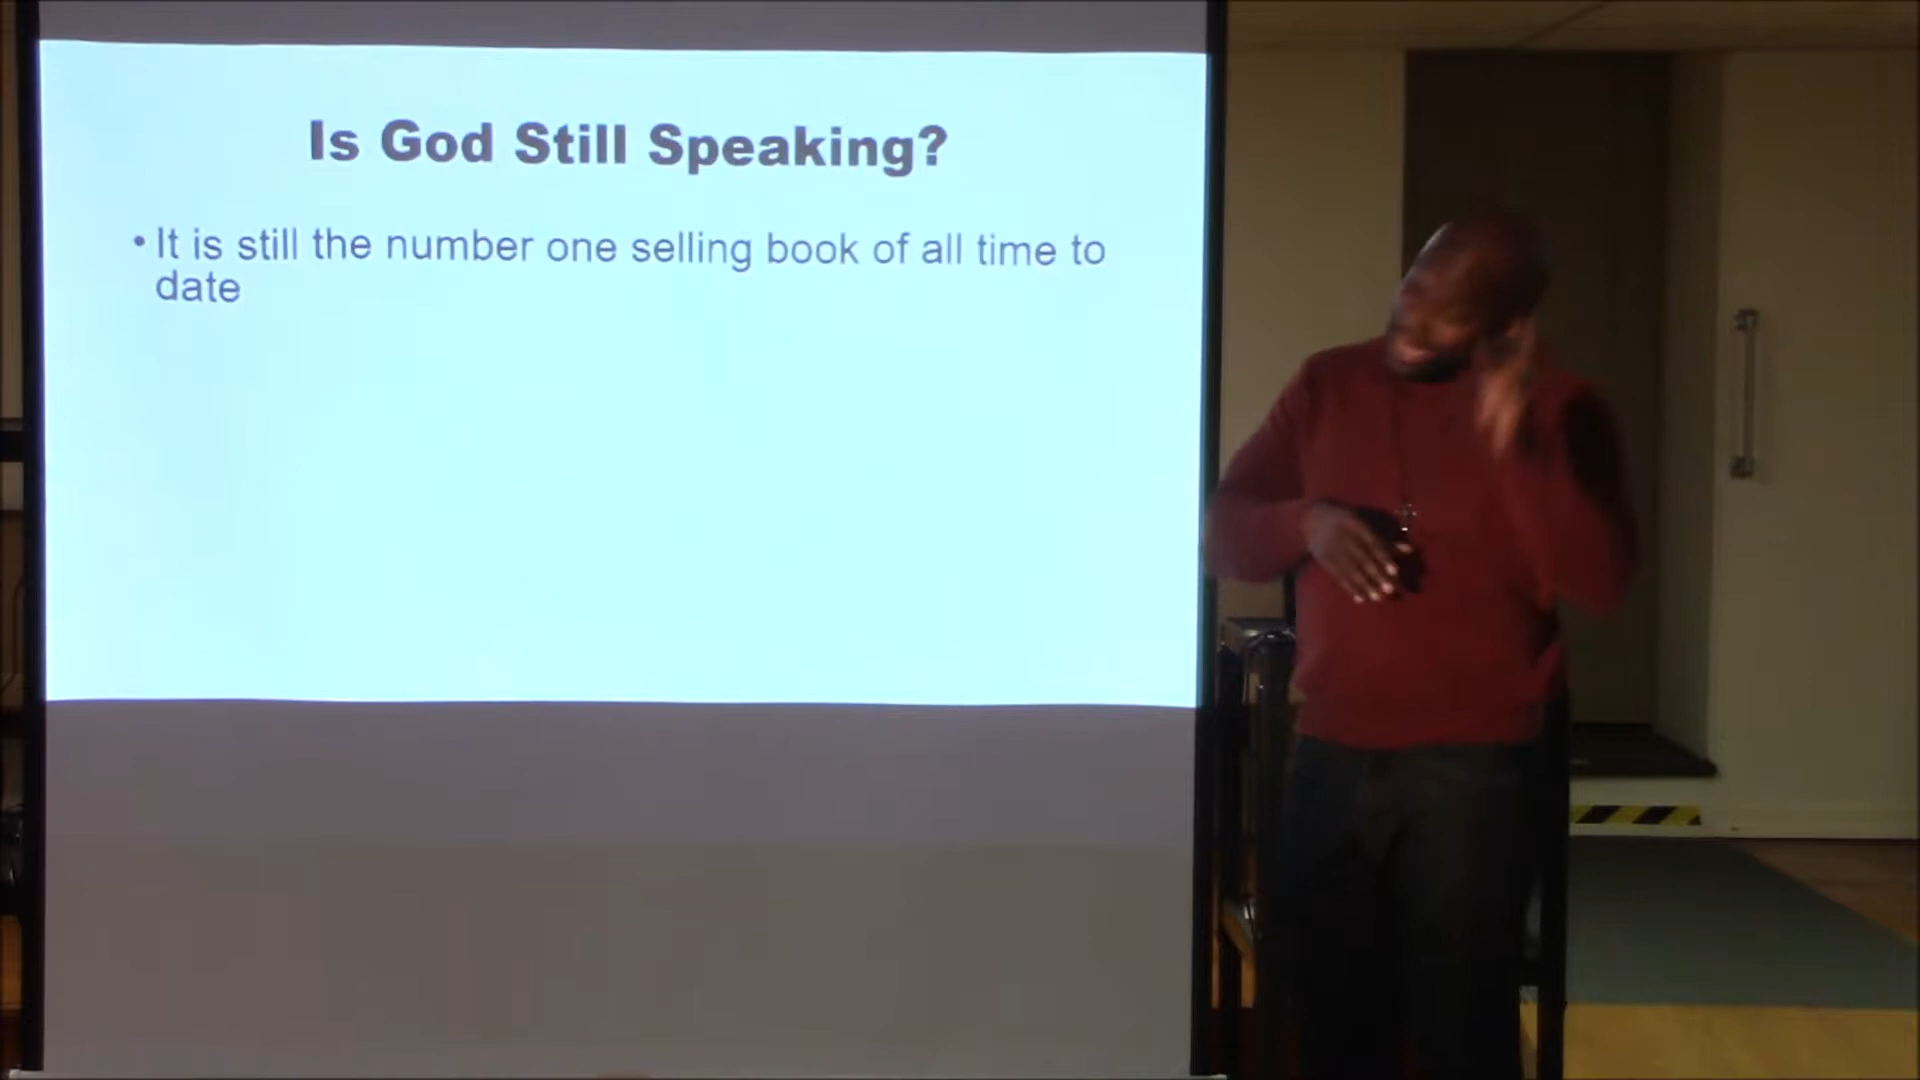 Is God Still Speaking?
• It is still the number one selling book of all time to
date